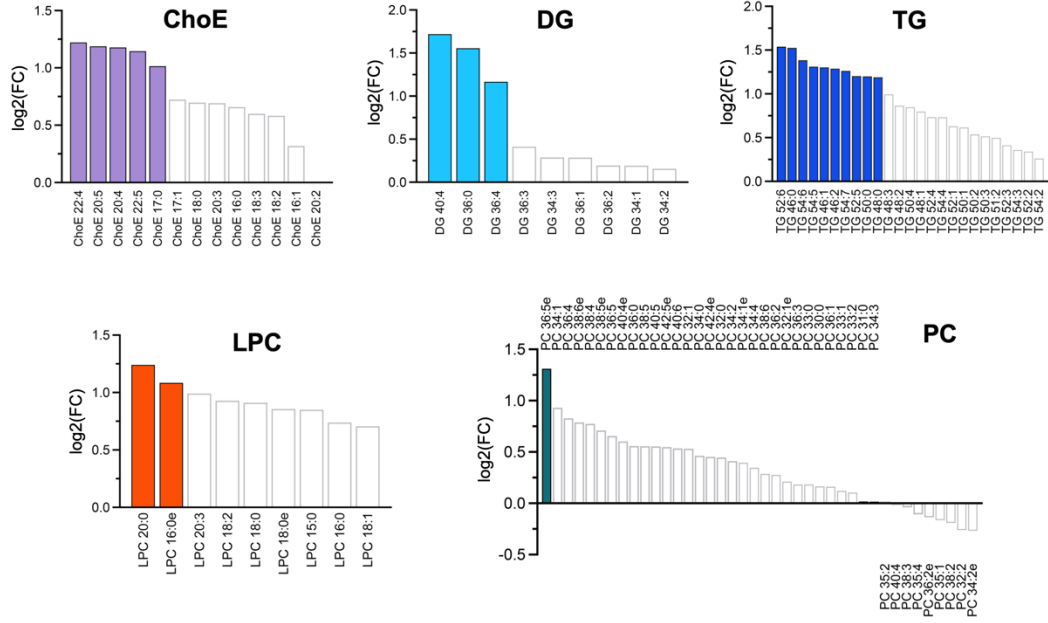 ChoE
log2(FC)
1.5
1.0
0.5
0.0
ChoE 22:4
ChoE 20:5
ChoE 20:4
ChoE 22:5
ChoE 17:0
ChoE 17:1
ChoE 18:0
ChoE 20:3
ChoE 16:0
ChoE 18:3
ChoE 18:2
ChoE 16:1
ChoE 20:2
DG
log2(FC)
2.0
1.5
1.0
0.5
0.0
DG 40:4
DG 36:0
DG 36:4
DG 36:3
DG 34:3
DG 36:1
DG 36:2
DG 34:1
DG 34:2
TG
log2(FC)
2.0
1.5
1.0
0.5
0.0
TG 52:6
TG 46:0
TG 54:6
TG 54:5
TG 46:1
TG 46:2
TG 54:7
TG 52:5
TG 50:0
TG 48:0
TG 48:3
TG 48:2
TG 50:4
TG 48:1
TG 52:4
TG 54:4
TG 52:1
TG 50:1
TG 50:2
TG 50:3
TG 51:2
TG 52:3
TG 54:3
TG 52:2
TG 54:2
LPC
log2(FC)
1.5
1.0
0.5
0.0
LPC 20:0
LPC 16:0e
LPC 20:3
LPC 18:2
LPC 18:0
LPC 18:0e
LPC 15:0
LPC 16:0
LPC 18:1
PC 36:5e
PC 34:1
PC 36:4
PC 38:6e
PC 38:4
PC 38:5e
PC 36:5
PC 40:4e
PC 36:0
PC 38:5
PC 40:5
PC 42:5e
PC 40:6
PC 32:1
PC 34:0
PC 42:4e
PC 32:0
PC 34:2
PC 34:1e
PC 34:4
PC 38:6
PC 36:2
PC 32:1e
PC 36:3
PC 33:0
PC 30:0
PC 36:1
PC 33:1
PC 33:2
PC 31:0
PC 34:3
PC
log2(FC)
1.5
1.0
0.5
0.0
-0.5
PC 35:2
PC 40:4
PC 38:3
PC 35:4
PC 36:2e
PC 35:1
PC 38:2
PC 32:2
PC 34:2e